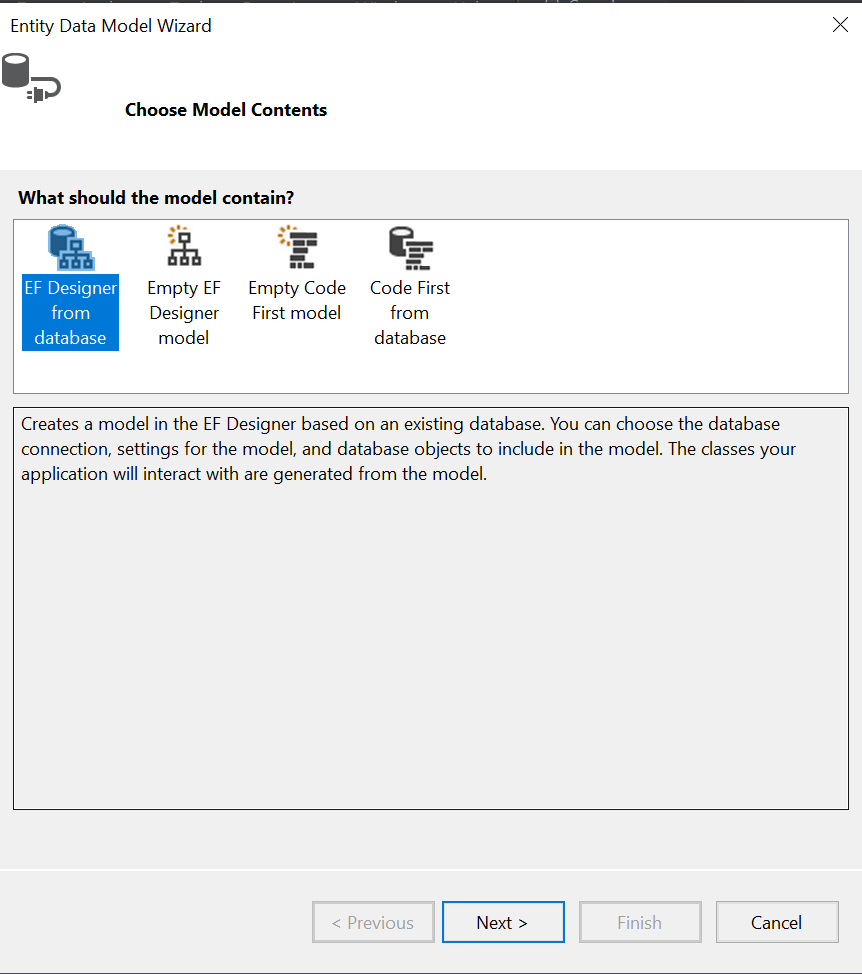 Entity Data Model Wizard
Choose Model Contents
What should the model contain?
EF Designer
from
database
Empty EF
Designer
model
Empty Code
First model
Code First
from
database
Creates a model in the EF Designer based on an existing database. You can choose the database
connection, settings for the model, and database objects to include in the model. The classes your
application will interact with are generated from the model.
< Previous
Next >
Finish
Cancel